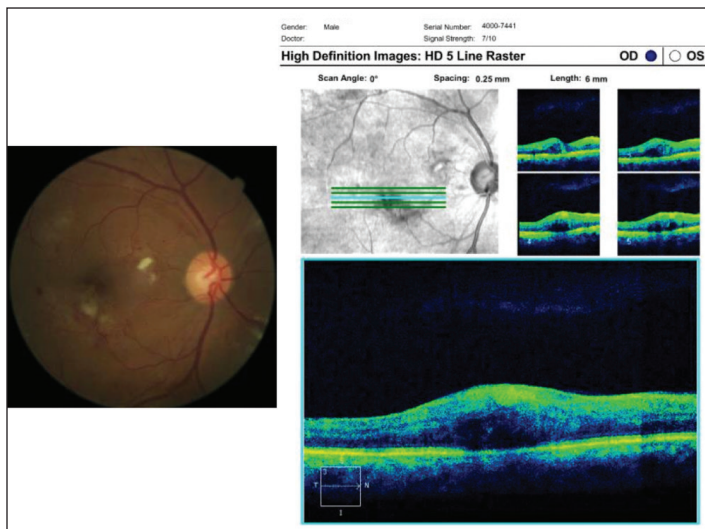 Gender: Male Serial Number: 4000-7441
Doctor: Signal Strength: 7/10
High Definition Images: HD 5 Line Raster OD OS
Scan Angle: 0° Spacing: 0.25 mm Length: 6 mm
T N
1